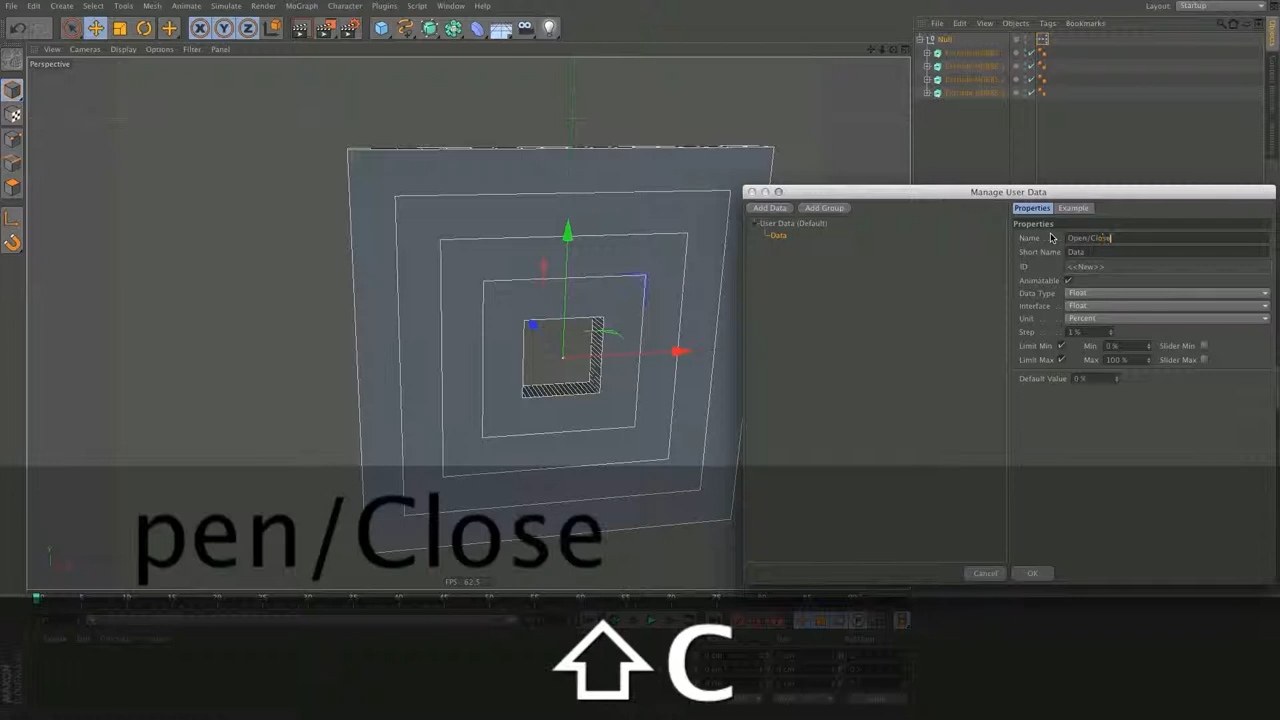 File Edit Create Select Tools Mesh Animate Simulate Render MoGraph Character Plugins Script Window Help
Layout Startup
X Y Z
File Edit View Objects Tags Bookmarks
View Cameras Display Options Filter Panel
Null
Perspective
Manage User Data
Add Data Add Group
User Data (Default)
Data
Properties Example
Properties
Name Open/Close
Short Name Data
ID <<New>>
Animatable
Data Type Float
Interface Float
Unit Percent
Step 1 %
Limit Min Min 0 % Slider Min
Limit Max Max 100 % Slider Max
Default Value 0 %
Cancel OK
FPS : 62.5
pen/Close
C